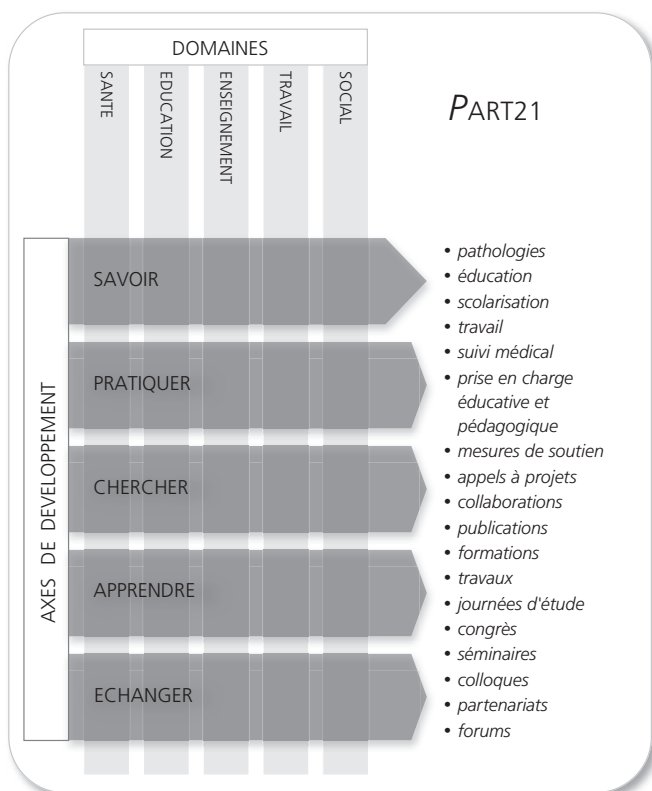 DOMAINES
SANTE
EDUCATION
ENSEIGNEMENT
TRAVAIL
SOCIAL
PART21
AXES DE DEVELOPPEMENT
SAVOIR
PRATIQUER
CHERCHER
APPRENDRE
ECHANGER
• pathologies
• éducation
• scolarisation
• travail
• suivi médical
• prise en charge
éducative et
pédagogique
• mesures de soutien
• appels à projets
• collaborations
• publications
• formations
• travaux
• journées d'étude
• congrès
• séminaires
• colloques
• partenariats
• forums